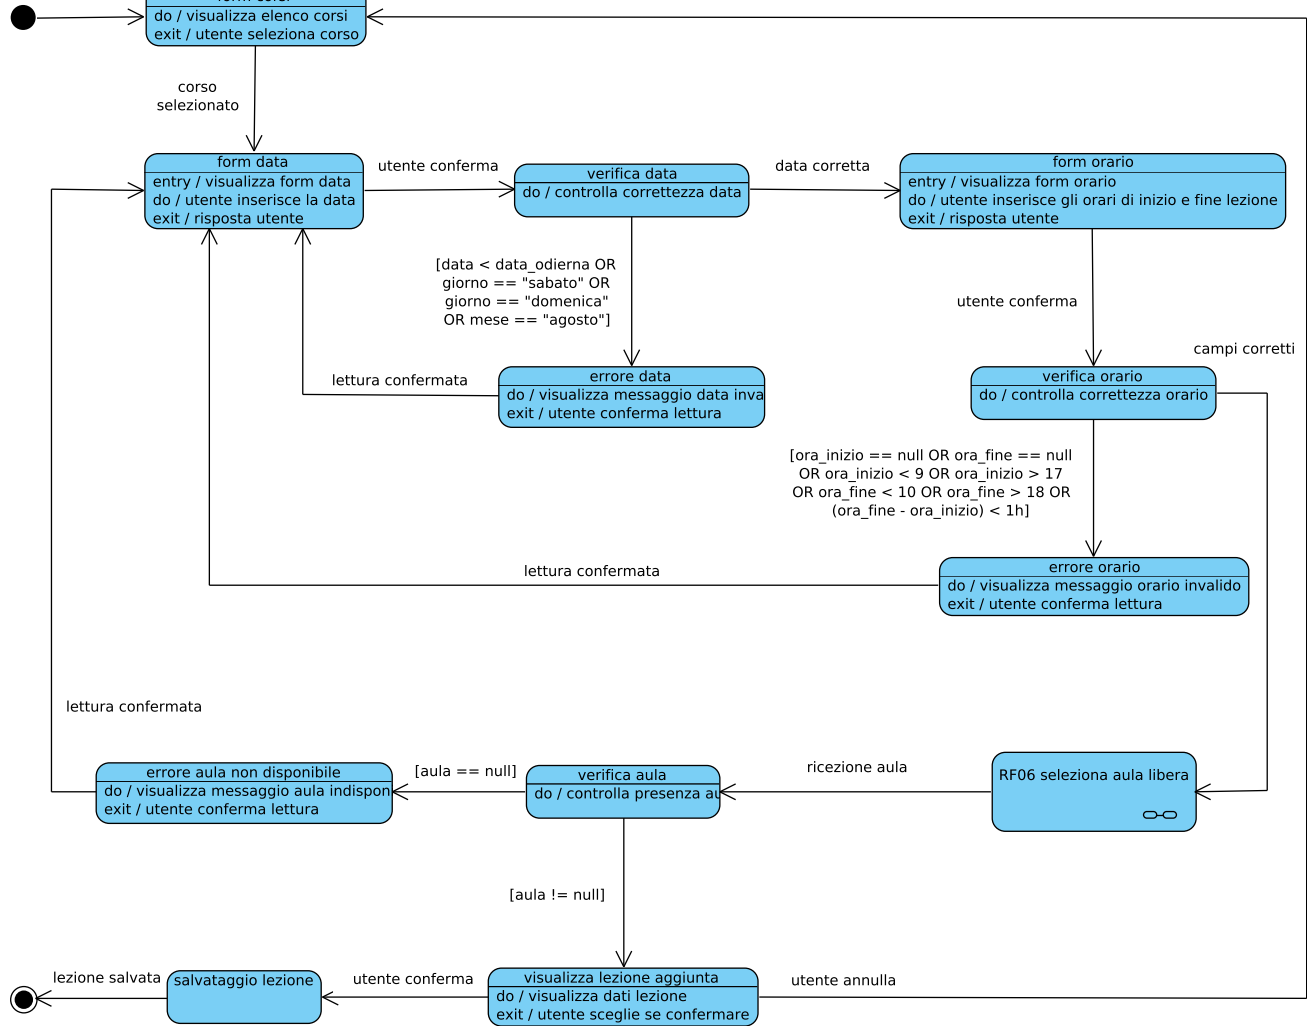 do / visualizza elenco corsi
exit / utente seleziona corso
corso
selezionato
form data
entry / visualizza form data
do / utente inserisce la data
exit / risposta utente
utente conferma
verifica data
do / controlla correttezza data
data corretta
form orario
entry / visualizza form orario
do / utente inserisce gli orari di inizio e fine lezione
exit / risposta utente
[data < data_odierna OR
giorno == "sabato" OR
giorno == "domenica"
OR mese == "agosto"]
utente conferma
campi corretti
lettura confermata
errore data
do / visualizza messaggio data inva
exit / utente conferma lettura
verifica orario
do / controlla correttezza orario
[ora_inizio == null OR ora_fine == null
OR ora_inizio < 9 OR ora_inizio > 17
OR ora_fine < 10 OR ora_fine > 18 OR
(ora_fine - ora_inizio) < 1h]
lettura confermata
errore orario
do / visualizza messaggio orario invalido
exit / utente conferma lettura
lettura confermata
errore aula non disponibile
do / visualizza messaggio aula indispon
exit / utente conferma lettura
[aula == null]
verifica aula
do / controlla presenza au
ricezione aula
RF06 seleziona aula libera
[aula != null]
lezione salvata
salvataggio lezione
utente conferma
visualizza lezione aggiunta
do / visualizza dati lezione
exit / utente sceglie se confermare
utente annulla